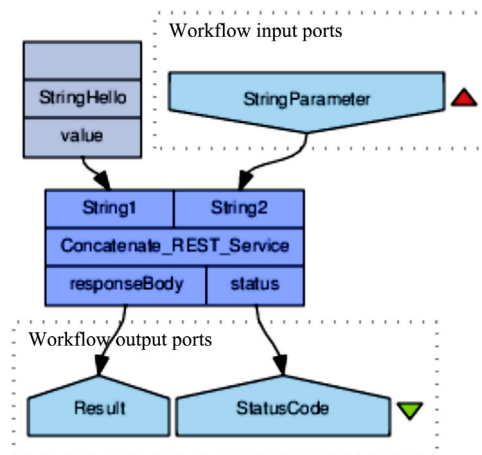 Workflow input ports
StringHello
value
StringParameter
String1 String2
Concatenate_REST_Service
responseBody status
Workflow output ports
Result StatusCode